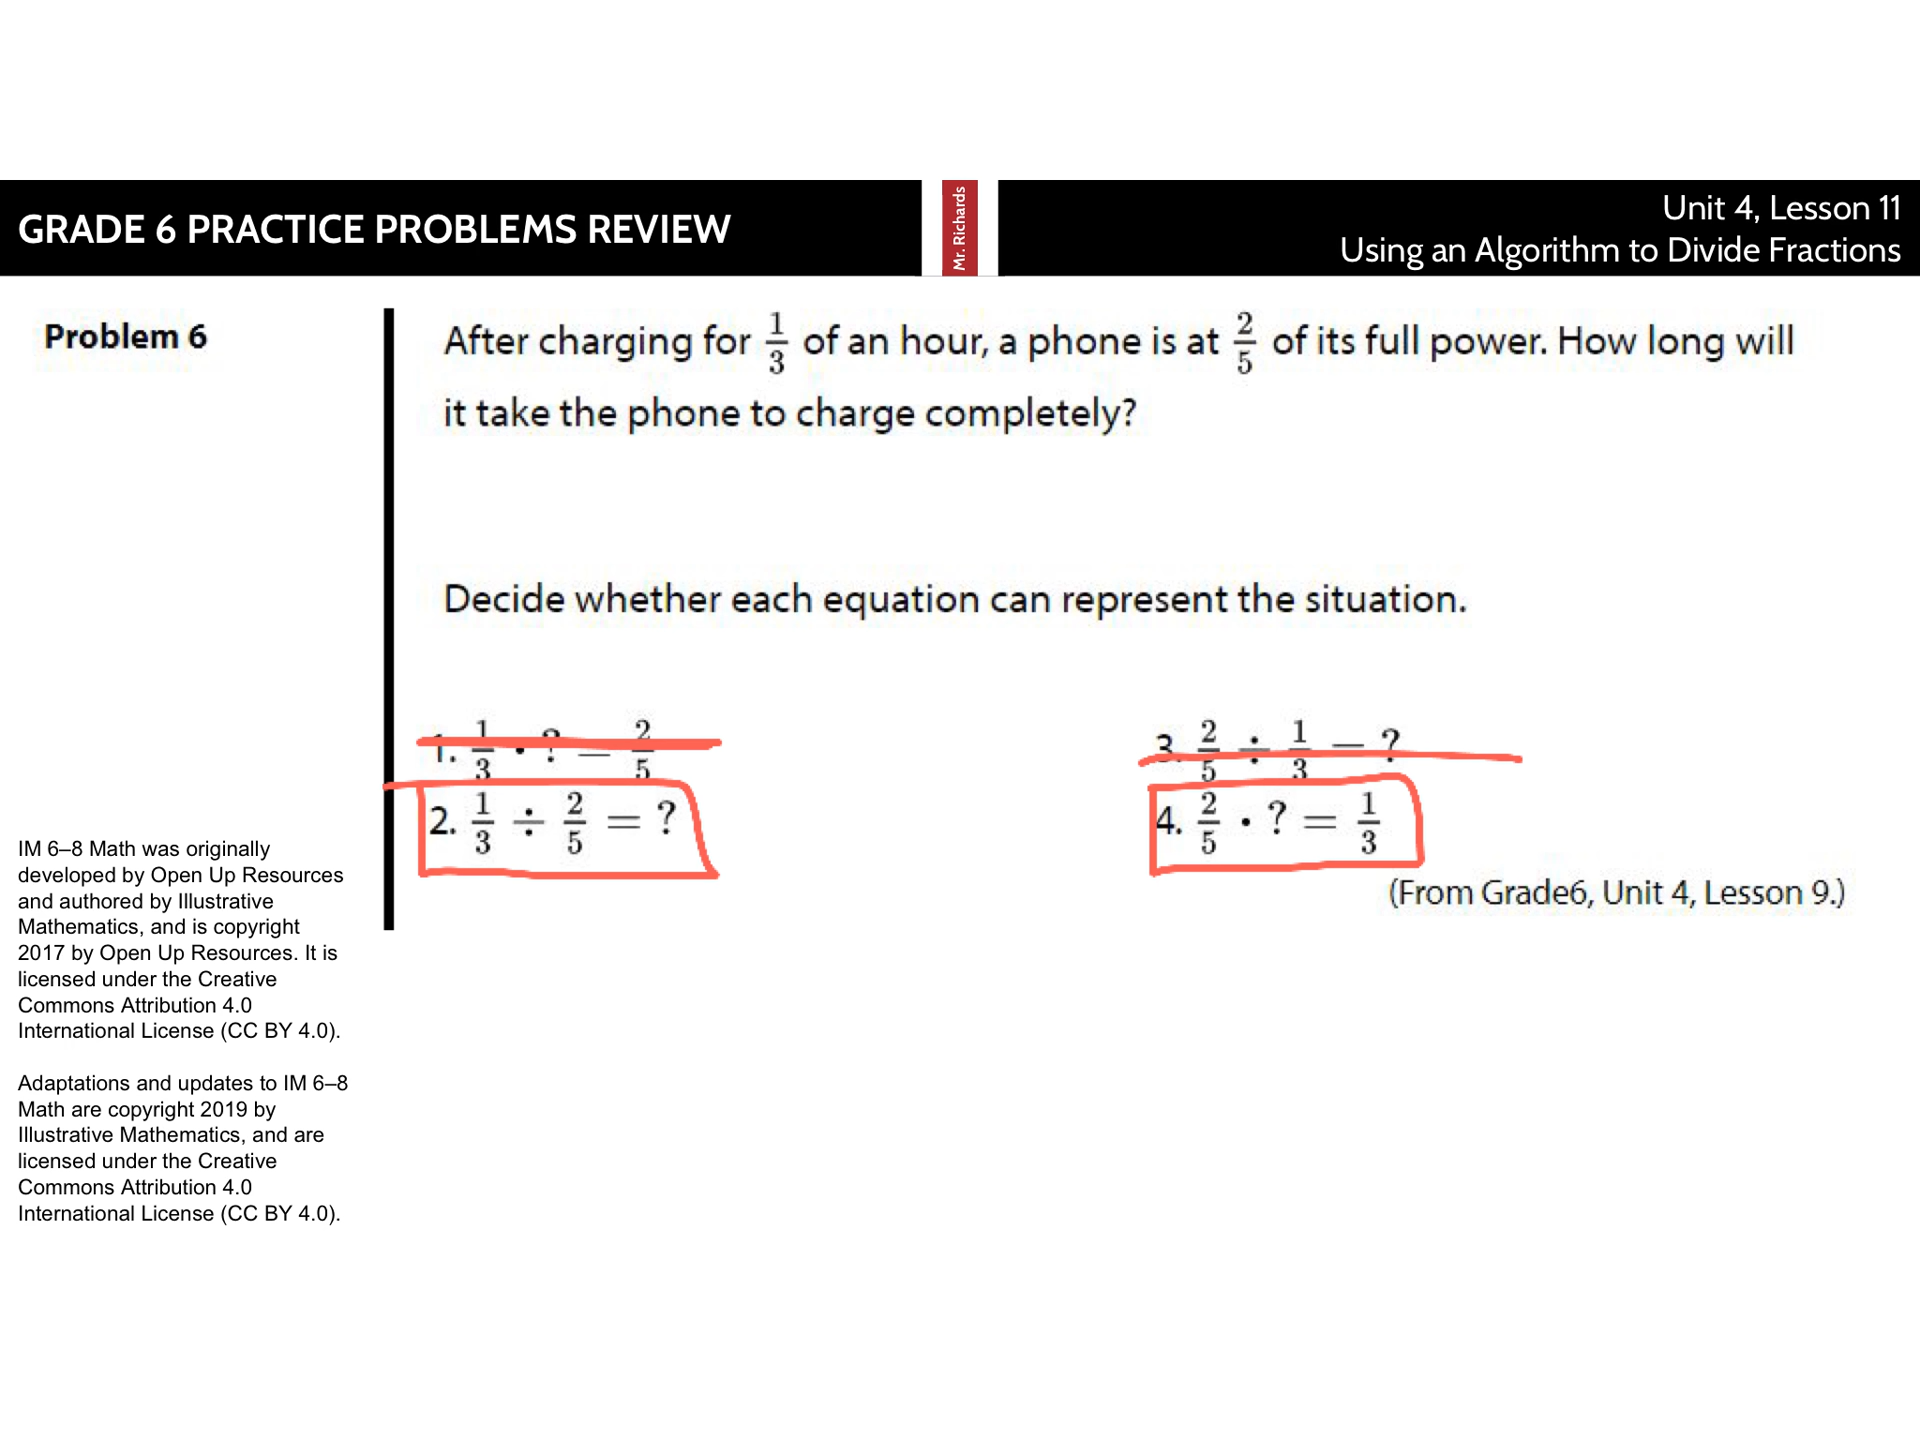 GRADE 6 PRACTICE PROBLEMS REVIEW
Mr. Richards
Unit 4, Lesson 11
Using an Algorithm to Divide Fractions
Problem 6
After charging for 1/3 of an hour, a phone is at 2/5 of its full power. How long will
it take the phone to charge completely?
Decide whether each equation can represent the situation.
1. 1/3 · ? = 2/5
2. 1/3 ÷ 2/5 = ?
3. 2/5 ÷ 1/3 = ?
4. 2/5 · ? = 1/3
(From Grade6, Unit 4, Lesson 9.)
IM 6–8 Math was originally
developed by Open Up Resources
and authored by Illustrative
Mathematics, and is copyright
2017 by Open Up Resources. It is
licensed under the Creative
Commons Attribution 4.0
International License (CC BY 4.0).
Adaptations and updates to IM 6–8
Math are copyright 2019 by
Illustrative Mathematics, and are
licensed under the Creative
Commons Attribution 4.0
International License (CC BY 4.0).